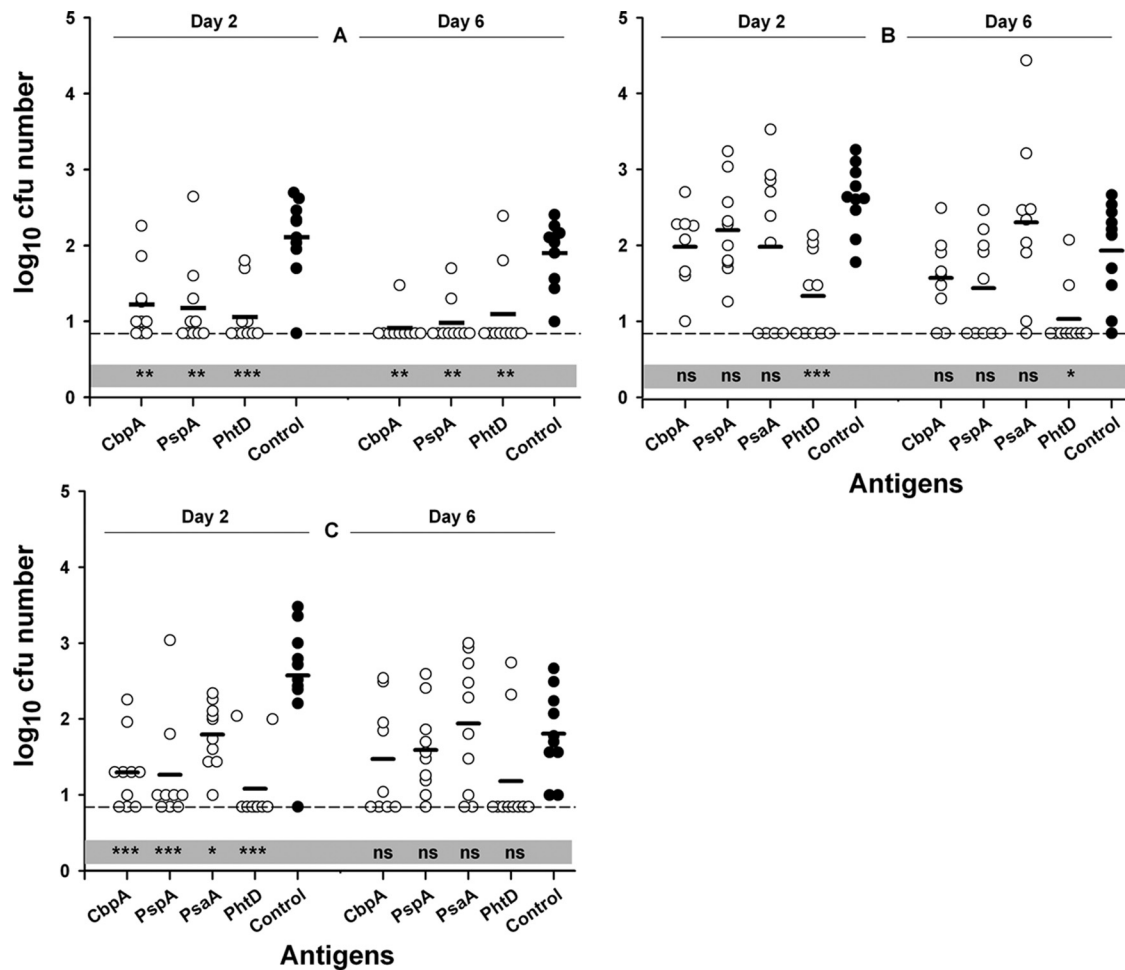 Day 2 A Day 6
log10 cfu number
5
4
3
2
1
0
** ** *** ** ** **
CbpA PspA PhtD Control CbpA PspA PhtD Control
Day 2 B Day 6
5
4
3
2
1
0
ns ns ns *** ns ns ns *
CbpA PspA PsaA PhtD Control CbpA PspA PsaA PhtD Control
Antigens
Day 2 C Day 6
log10 cfu number
5
4
3
2
1
0
*** *** * *** ns ns ns ns
CbpA PspA PsaA PhtD Control CbpA PspA PsaA PhtD Control
Antigens